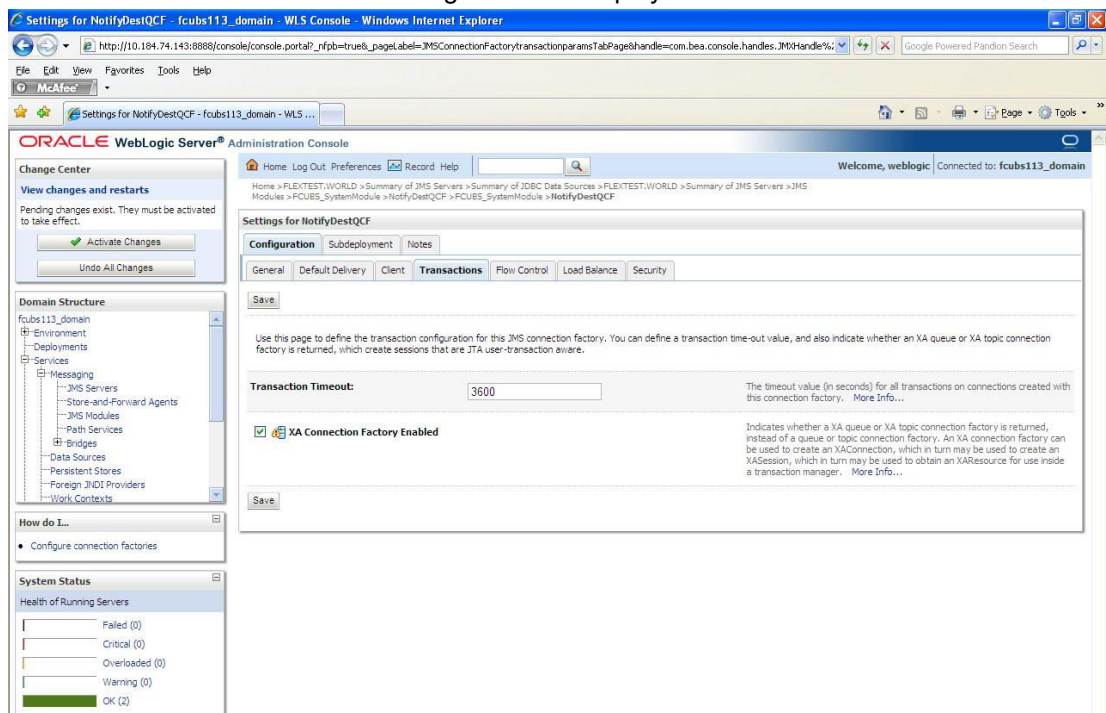 Settings for NotifyDestQCF - fcubs113_domain - WLS Console - Windows Internet Explorer
http://10.184.74.143:8888/console/console.portal?_nfpb=true&_pageLabel=JMSConnectionFactorytransactionparamsTabPage&handle=com.bea.console.handles.JMXHandle%
Google Powered Pandion Search
File Edit View Favorites Tools Help
McAfee
Settings for NotifyDestQCF - fcubs113_domain - WLS ...
Page Tools
ORACLE WebLogic Server® Administration Console
Change Center
View changes and restarts
Pending changes exist. They must be activated
to take effect.
Activate Changes
Undo All Changes
Domain Structure
fcubs113_domain
Environment
Deployments
Services
Messaging
JMS Servers
Store-and-Forward Agents
JMS Modules
Path Services
Bridges
Data Sources
Persistent Stores
Foreign JNDI Providers
Work Contexts
How do I...
Configure connection factories
System Status
Health of Running Servers
Failed (0)
Critical (0)
Overloaded (0)
Warning (0)
OK (2)
Home Log Out Preferences Record Help
Welcome, weblogic Connected to: fcubs113_domain
Home >FLEXTEST.WORLD >Summary of JMS Servers >Summary of JDBC Data Sources >FLEXTEST.WORLD >Summary of JMS Servers >JMS
Modules >FCUBS_SystemModule >NotifyDestQCF >FCUBS_SystemModule >NotifyDestQCF
Settings for NotifyDestQCF
Configuration Subdeployment Notes
General Default Delivery Client Transactions Flow Control Load Balance Security
Save
Use this page to define the transaction configuration for this JMS connection factory. You can define a transaction time-out value, and also indicate whether an XA queue or XA topic connection
factory is returned, which create sessions that are JTA user-transaction aware.
Transaction Timeout:
3600
The timeout value (in seconds) for all transactions on connections created with
this connection factory. More Info...
XA Connection Factory Enabled
Indicates whether a XA queue or XA topic connection factory is returned,
instead of a queue or topic connection factory. An XA connection factory can
be used to create an XAConnection, which in turn may be used to create an
XASession, which in turn may be used to obtain an XAResource for use inside
a transaction manager. More Info...
Save